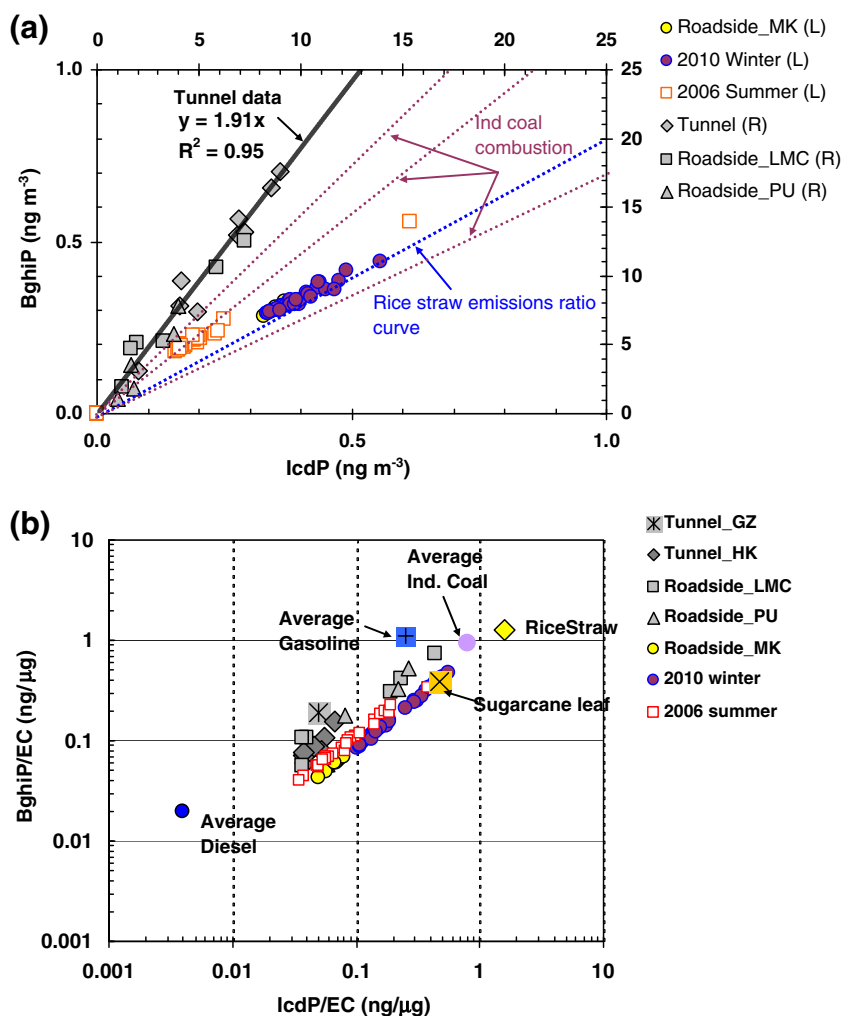 (a)
0 5 10 15 20 25
1.0
0.5
0.0
25
20
15
10
5
0
0.0 0.5 1.0
BghiP (ng m⁻³)
IcdP (ng m⁻³)
Tunnel data
y = 1.91x
R² = 0.95
Ind coal
combustion
Rice straw emissions ratio
curve
Roadside_MK (L)
2010 Winter (L)
2006 Summer (L)
Tunnel (R)
Roadside_LMC (R)
Roadside_PU (R)
(b)
10
1
0.1
0.01
0.001
0.001 0.01 0.1 1 10
BghiP/EC (ng/µg)
IcdP/EC (ng/µg)
Average
Ind. Coal
Average
Gasoline
RiceStraw
Sugarcane leaf
Average
Diesel
Tunnel_GZ
Tunnel_HK
Roadside_LMC
Roadside_PU
Roadside_MK
2010 winter
2006 summer